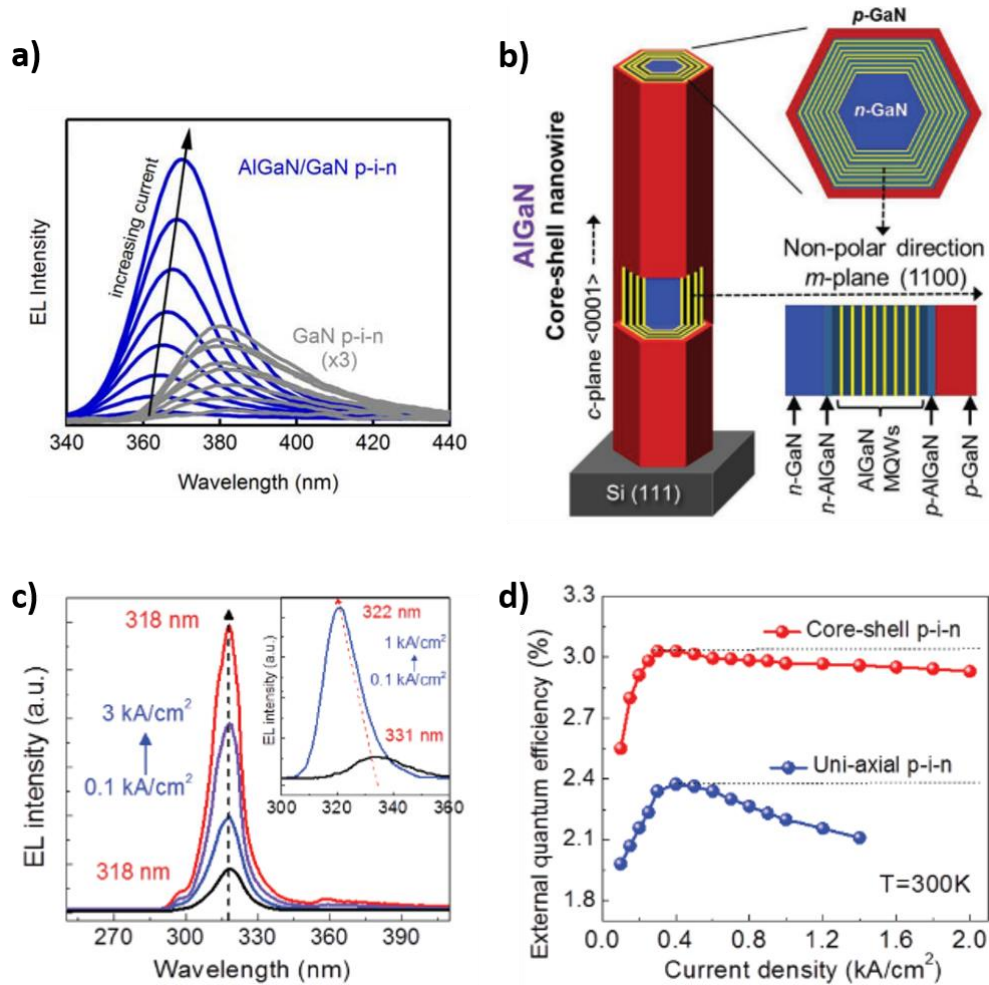 a)
AlGaN/GaN p-i-n
increasing current
GaN p-i-n
(x3)
EL Intensity
340
360
380
400
420
440
Wavelength (nm)
b)
p-GaN
n-GaN
AlGaN
Core-shell nanowire
c-plane <0001>
Non-polar direction
m-plane (1100)
n-GaN
n-AlGaN
AlGaN
MQWs
p-AlGaN
p-GaN
Si (111)
c)
318 nm
3 kA/cm²
0.1 kA/cm²
318 nm
EL intensity (a.u.)
270
300
330
360
390
Wavelength (nm)
322 nm
1 kA/cm²
0.1 kA/cm²
331 nm
EL intensity (a.u.)
300
320
340
360
d)
3.3
3.0
2.7
2.4
2.1
1.8
External quantum efficiency (%)
Core-shell p-i-n
Uni-axial p-i-n
T=300K
0.0
0.4
0.8
1.2
1.6
2.0
Current density (kA/cm²)